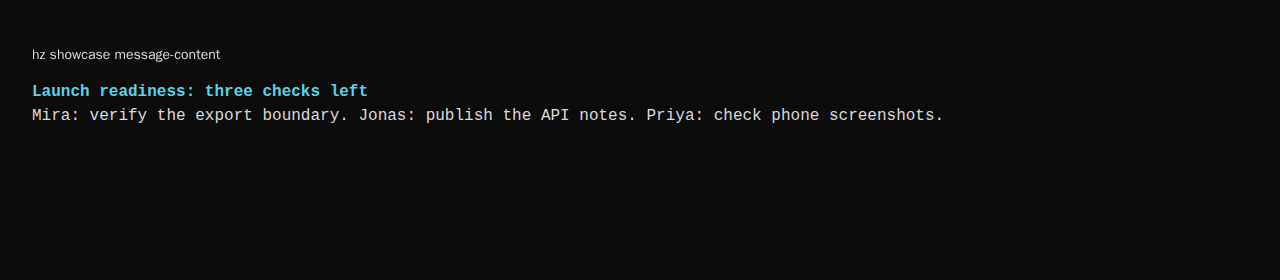 hz showcase message-content
Launch readiness: three checks left
Mira: verify the export boundary. Jonas: publish the API notes. Priya: check phone screenshots.